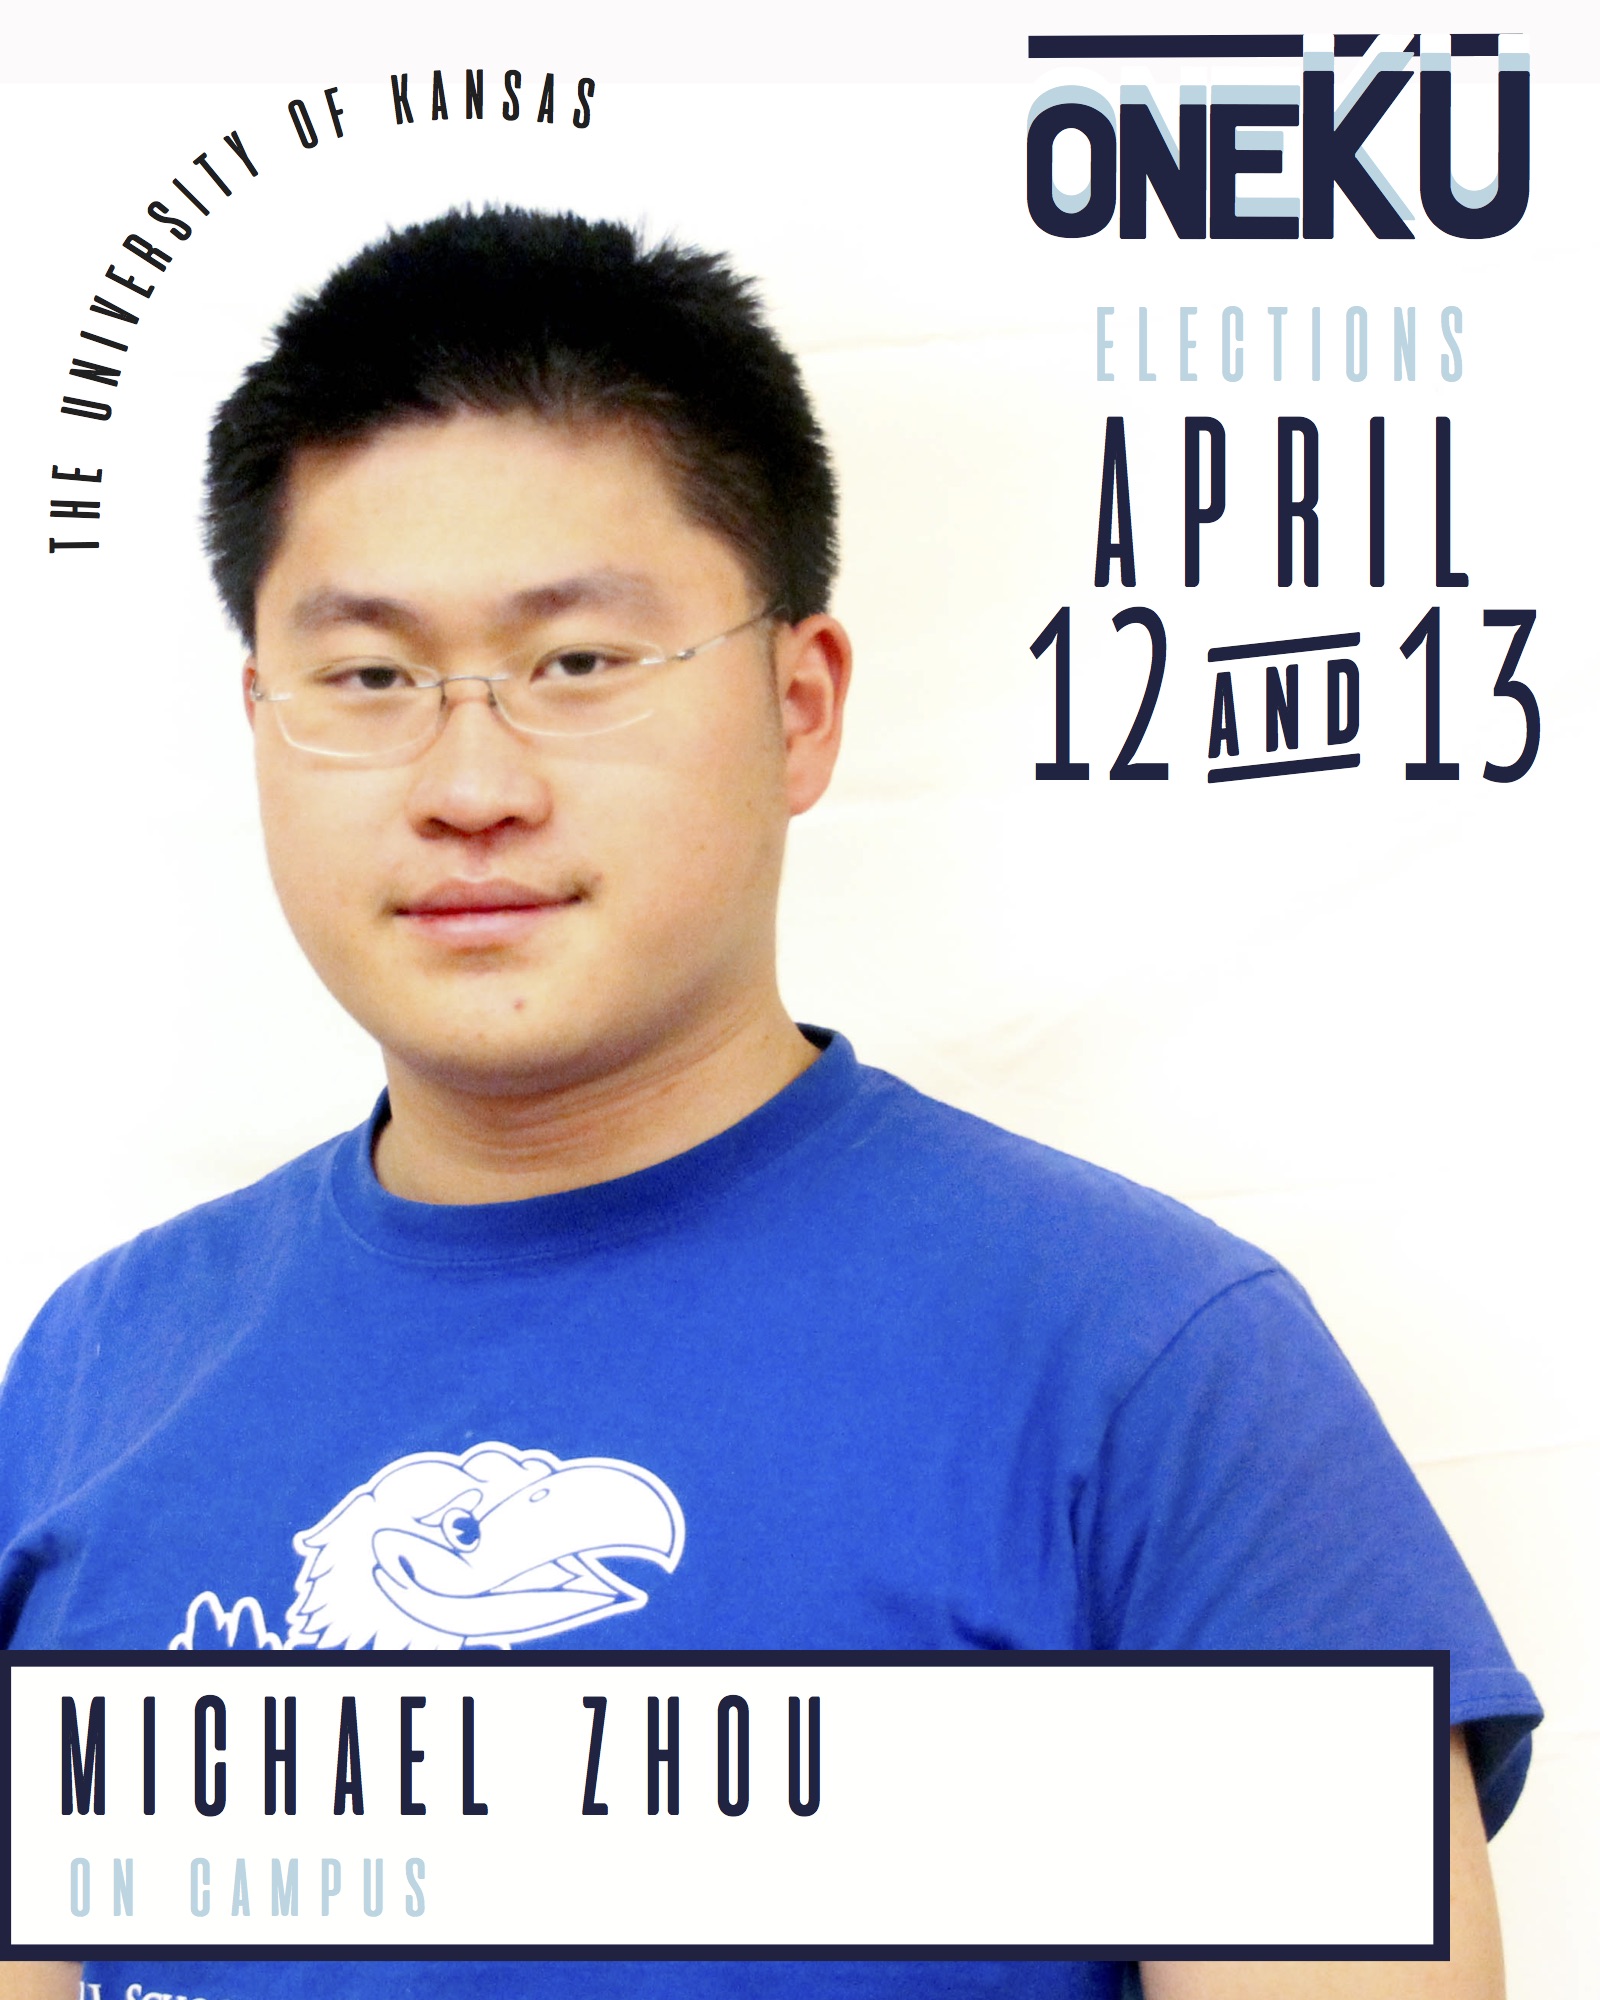 THE UNIVERSITY OF KANSAS
ONEKU
ELECTIONS
APRIL
12 AND 13
MICHAEL ZHOU
ON CAMPUS